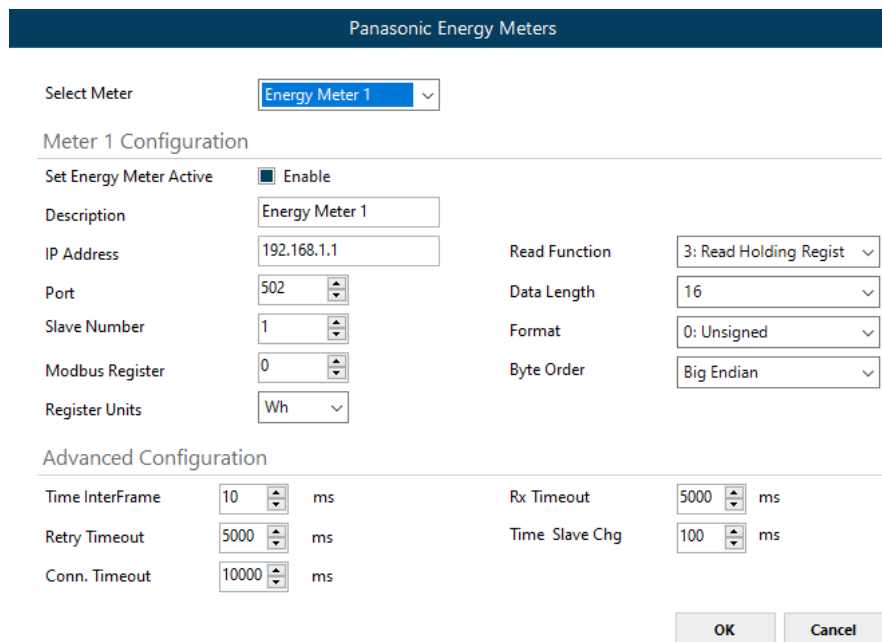 Panasonic Energy Meters
Select Meter Energy Meter 1
Meter 1 Configuration
Set Energy Meter Active Enable
Description Energy Meter 1
IP Address 192.168.1.1 Read Function 3: Read Holding Regist
Port 502 Data Length 16
Slave Number 1 Format 0: Unsigned
Modbus Register 0 Byte Order Big Endian
Register Units Wh
Advanced Configuration
Time InterFrame 10 ms Rx Timeout 5000 ms
Retry Timeout 5000 ms Time Slave Chg 100 ms
Conn. Timeout 10000 ms
OK Cancel